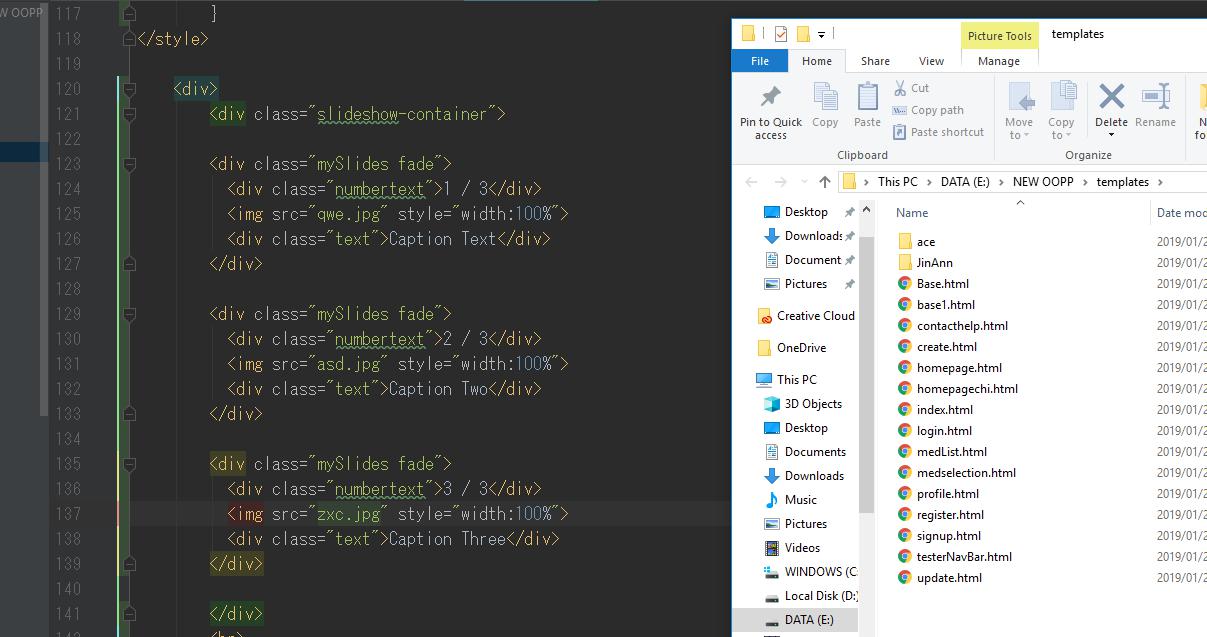 W OOPP
117 }
118 </style>
119
120 <div>
121 <div class="slideshow-container">
122
123 <div class="mySlides fade">
124 <div class="numbertext">1 / 3</div>
125 <img src="qwe.jpg" style="width:100%">
126 <div class="text">Caption Text</div>
127 </div>
128
129 <div class="mySlides fade">
130 <div class="numbertext">2 / 3</div>
131 <img src="asd.jpg" style="width:100%">
132 <div class="text">Caption Two</div>
133 </div>
134
135 <div class="mySlides fade">
136 <div class="numbertext">3 / 3</div>
137 <img src="zxc.jpg" style="width:100%">
138 <div class="text">Caption Three</div>
139 </div>
140
141 </div>
Picture Tools templates
File Home Share View Manage
Pin to Quick access
Copy
Paste
Cut
Copy path
Paste shortcut
Move to
Copy to
Delete
Rename
Clipboard
Organize
This PC > DATA (E:) > NEW OOPP > templates >
Desktop
Downloads
Document
Pictures
Creative Cloud
OneDrive
This PC
3D Objects
Desktop
Documents
Downloads
Music
Pictures
Videos
WINDOWS (C:
Local Disk (D:)
DATA (E:)
Name Date mod
ace 2019/01/2
JinAnn 2019/01/2
Base.html 2019/01/2
base1.html 2019/01/2
contacthelp.html 2019/01/2
create.html 2019/01/2
homepage.html 2019/01/2
homepagechi.html 2019/01/2
index.html 2019/01/2
login.html 2019/01/2
medList.html 2019/01/2
medselection.html 2019/01/2
profile.html 2019/01/2
register.html 2019/01/2
signup.html 2019/01/2
testerNavBar.html 2019/01/2
update.html 2019/01/2